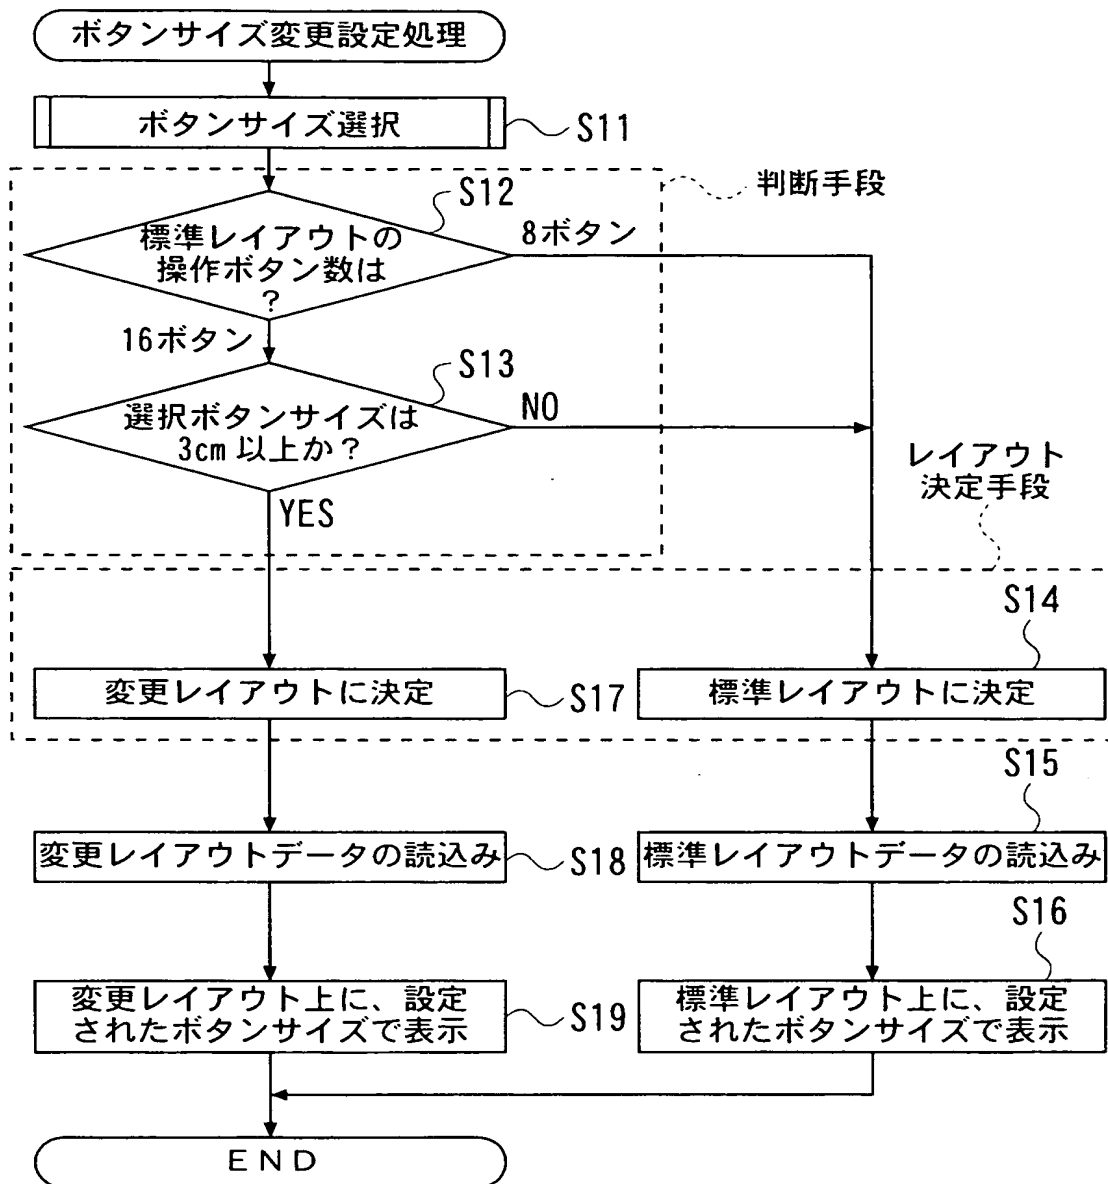 ボタンサイズ変更設定処理
ボタンサイズ選択
S11
判断手段
S12
標準レイアウトの
操作ボタン数は
?
8ボタン
16ボタン
S13
選択ボタンサイズは
3cm 以上か?
NO
YES
レイアウト
決定手段
S14
変更レイアウトに決定
S17
標準レイアウトに決定
S15
変更レイアウトデータの読込み
S18
標準レイアウトデータの読込み
S16
変更レイアウト上に、設定
されたボタンサイズで表示
S19
標準レイアウト上に、設定
されたボタンサイズで表示
END